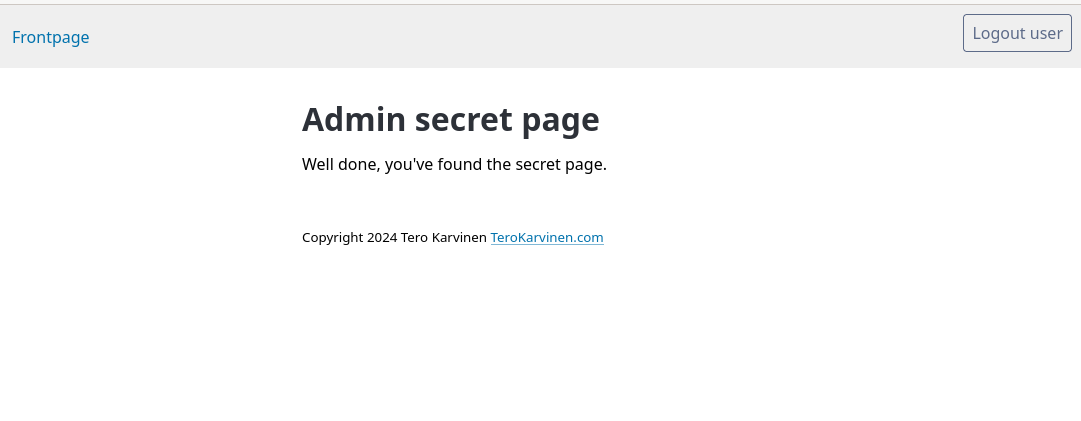 Frontpage
Logout user
Admin secret page
Well done, you've found the secret page.
Copyright 2024 Tero Karvinen TeroKarvinen.com